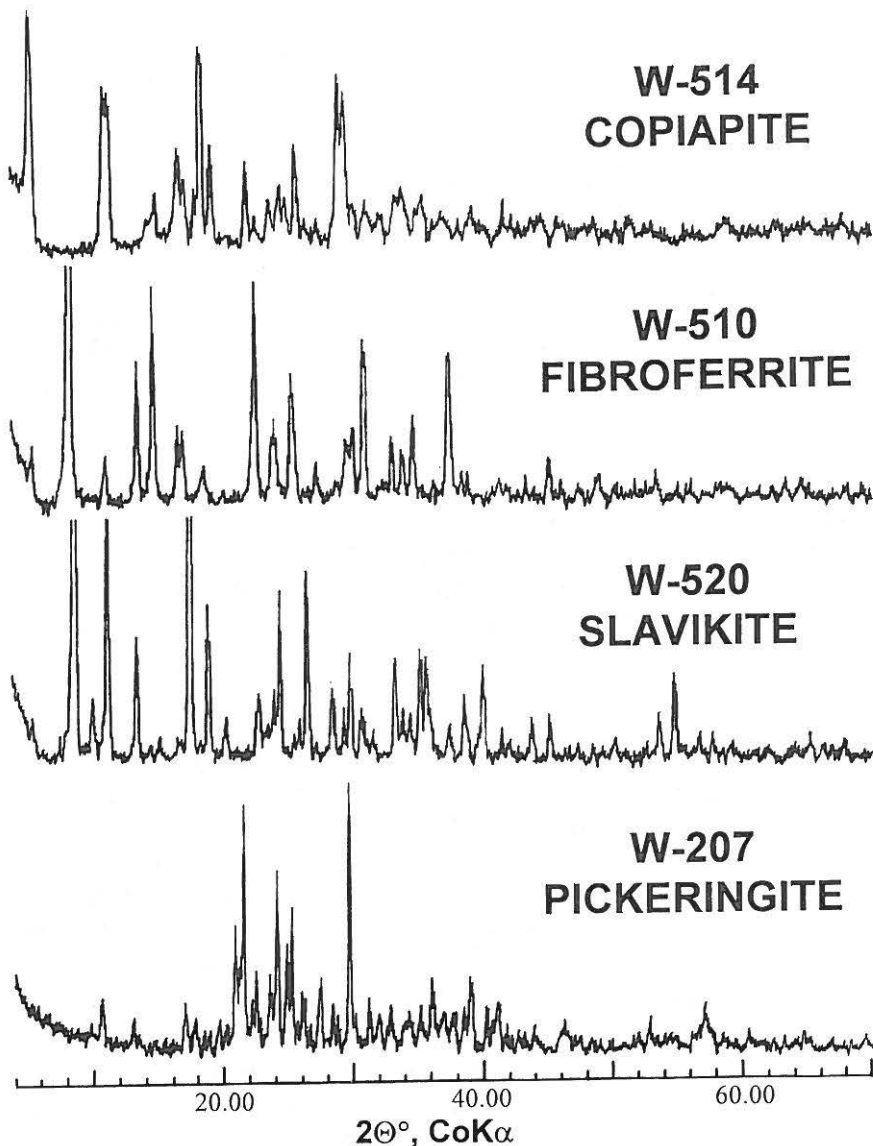 W-514
COPIAPITE
W-510
FIBROFERRITE
W-520
SLAVIKITE
W-207
PICKERINGITE
20.00 40.00 60.00
2Θ°, CoKα